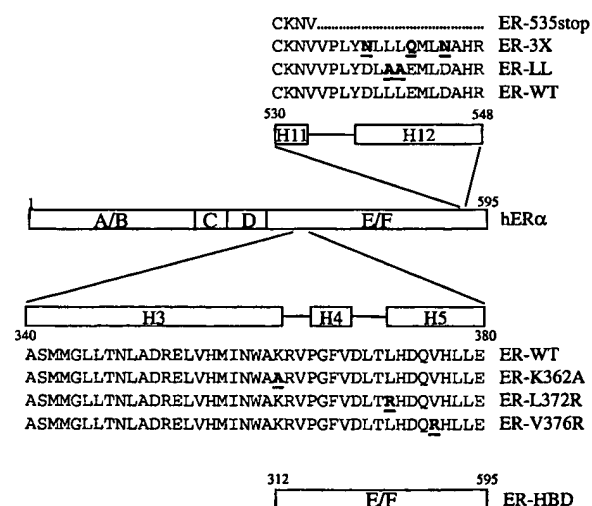 CKNV........................ ER-535stop
CKNVVPLYNLLLQMLNAHR ER-3X
CKNVVPLYDLAAEMLDAHR ER-LL
CKNVVPLYDLLLEMLDAHR ER-WT
530 548
H11 H12
1 595
A/B C D E/F hERα
H3 H4 H5
340 380
ASMMGLLTNLADRELVHMINWAKRVPGFVDLTLHDQVHLLE ER-WT
ASMMGLLTNLADRELVHMINWAARVPGFVDLTLHDQVHLLE ER-K362A
ASMMGLLTNLADRELVHMINWAKRVPGFVDLTRHDQVHLLE ER-L372R
ASMMGLLTNLADRELVHMINWAKRVPGFVDLTLHDQRHLLE ER-V376R
312 595
E/F ER-HBD